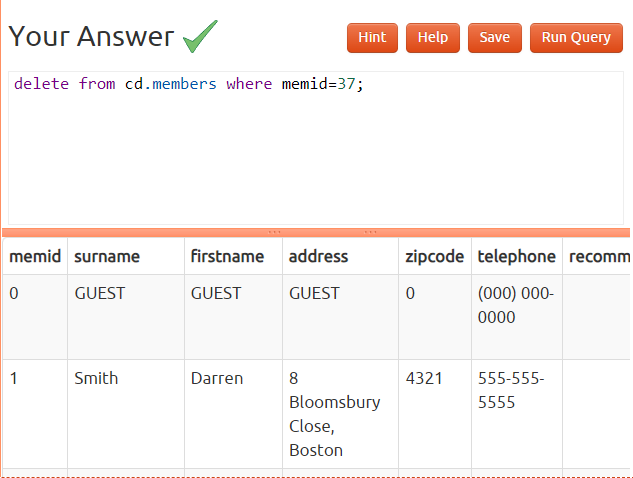 Your Answer
Hint Help Save Run Query
delete from cd.members where memid=37;
memid surname firstname address zipcode telephone recomm
0 GUEST GUEST GUEST 0 (000) 000-
0000
1 Smith Darren 8 4321 555-555-
Bloomsbury 5555
Close,
Boston